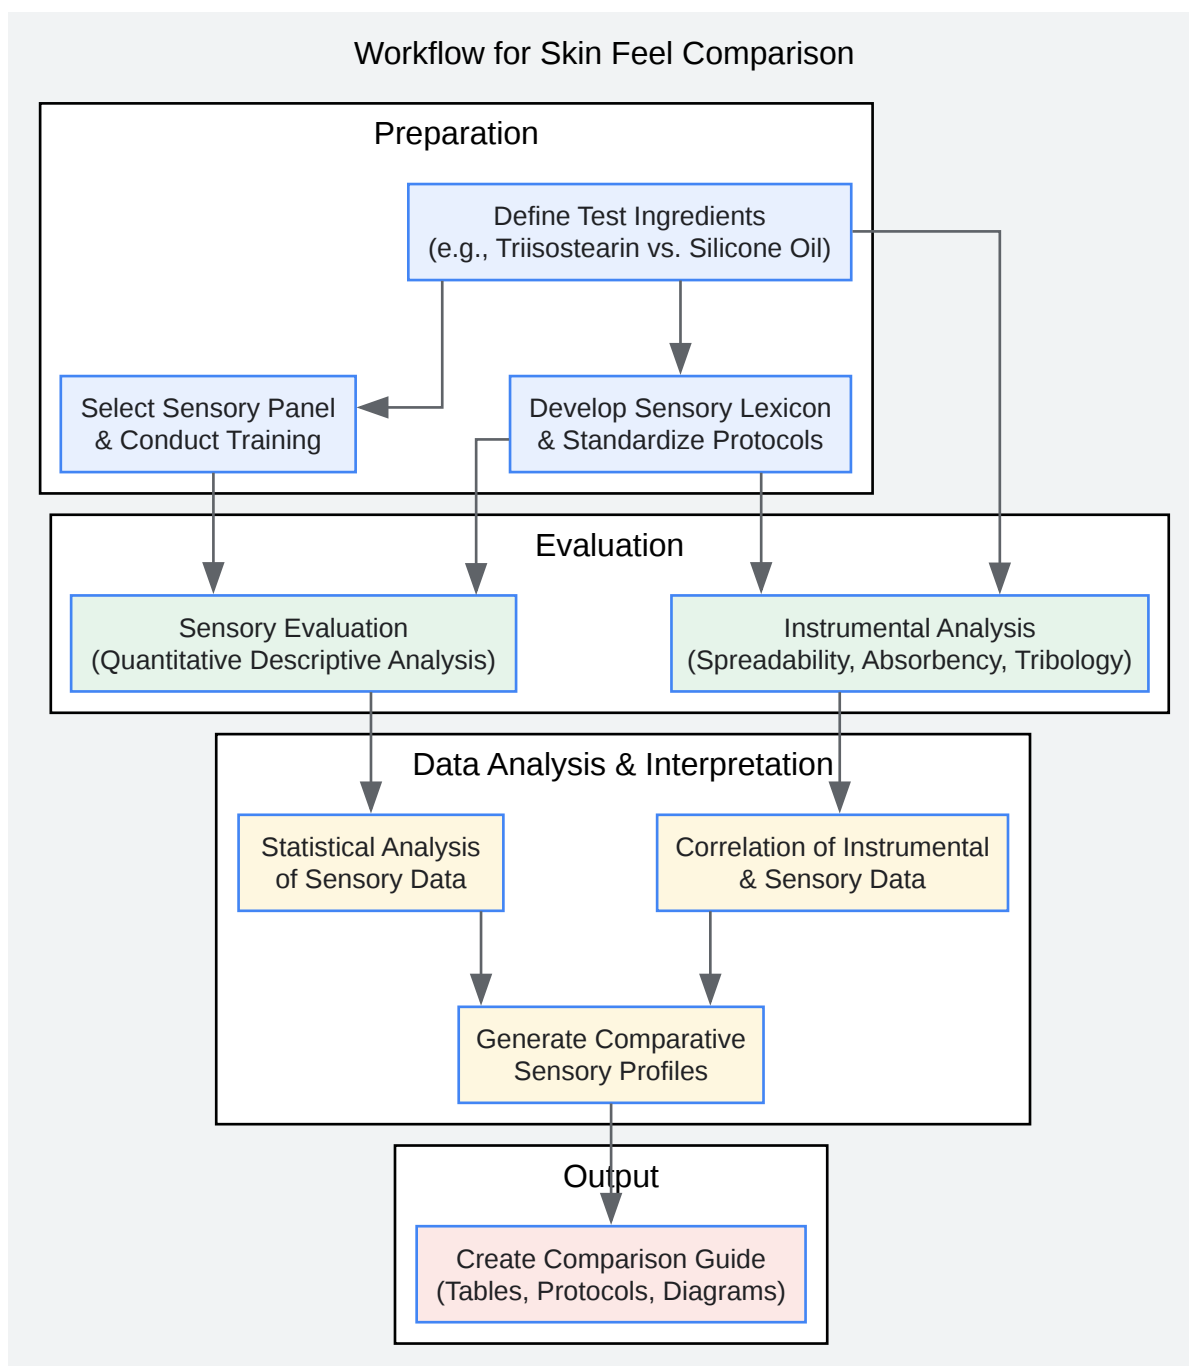 Workflow for Skin Feel Comparison
Preparation
Define Test Ingredients
(e.g., Triisostearin vs. Silicone Oil)
Select Sensory Panel
& Conduct Training
Develop Sensory Lexicon
& Standardize Protocols
Evaluation
Sensory Evaluation
(Quantitative Descriptive Analysis)
Instrumental Analysis
(Spreadability, Absorbency, Tribology)
Data Analysis & Interpretation
Statistical Analysis
of Sensory Data
Correlation of Instrumental
& Sensory Data
Generate Comparative
Sensory Profiles
Output
Create Comparison Guide
(Tables, Protocols, Diagrams)